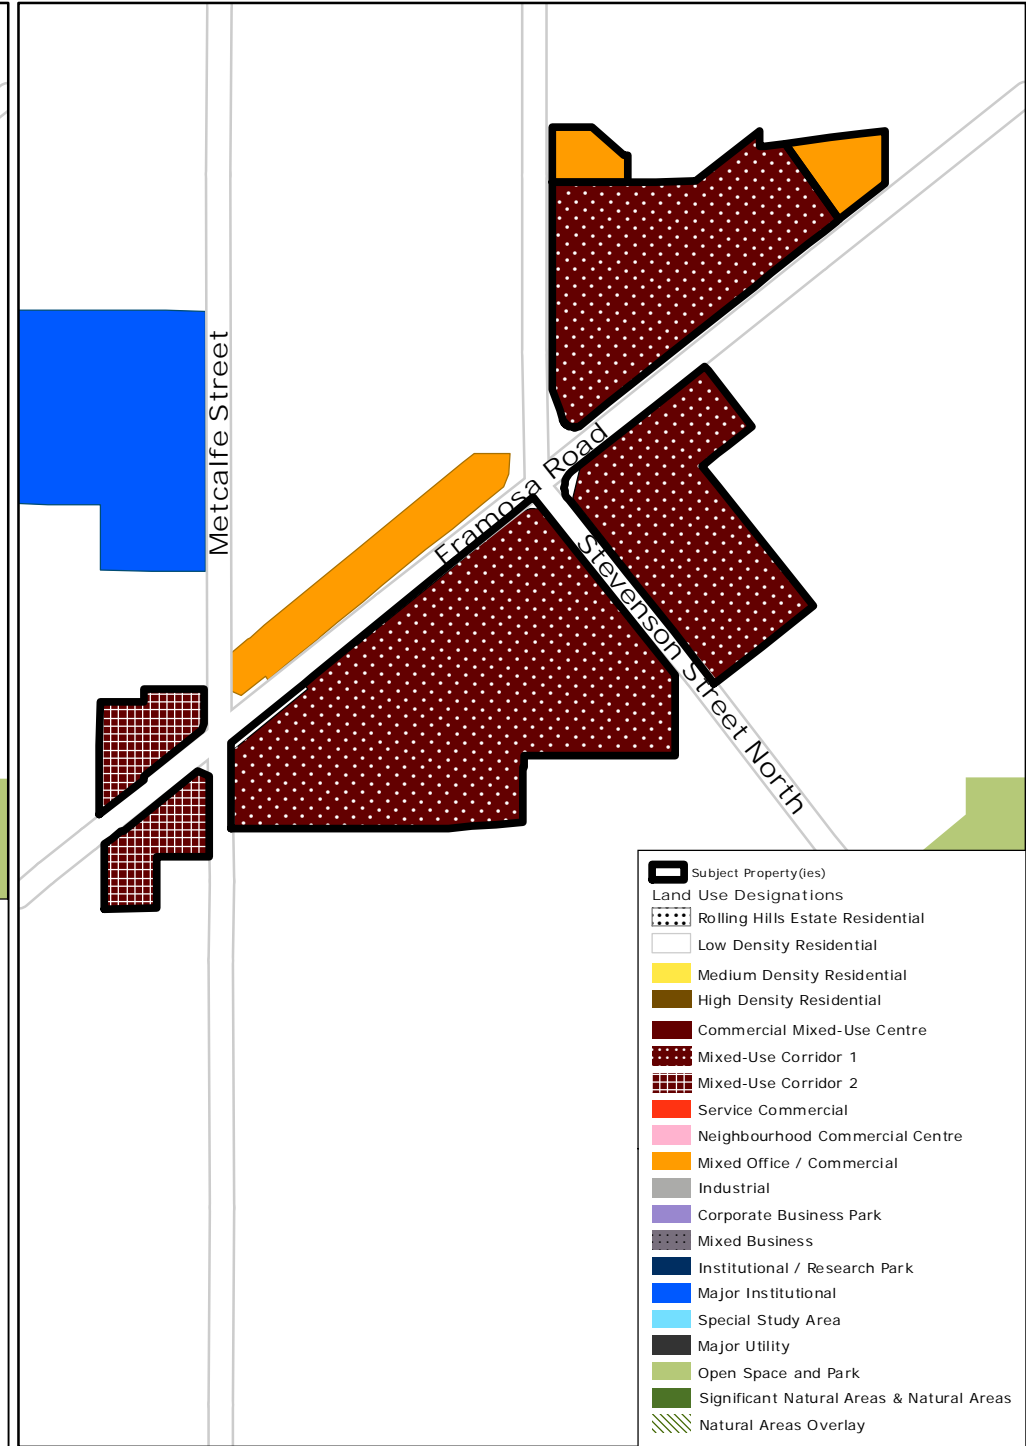 Metcalfe Street
Eramosa Road
Stevenson Street North
Subject Property(ies)
Land Use Designations
Rolling Hills Estate Residential
Low Density Residential
Medium Density Residential
High Density Residential
Commercial Mixed-Use Centre
Mixed-Use Corridor 1
Mixed-Use Corridor 2
Service Commercial
Neighbourhood Commercial Centre
Mixed Office / Commercial
Industrial
Corporate Business Park
Mixed Business
Institutional / Research Park
Major Institutional
Special Study Area
Major Utility
Open Space and Park
Significant Natural Areas & Natural Areas
Natural Areas Overlay